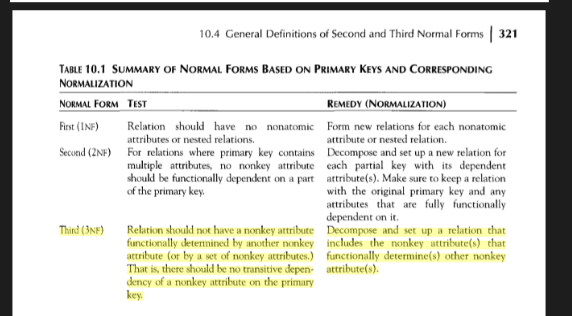 10.4 General Definitions of Second and Third Normal Forms | 321
TABLE 10.1 SUMMARY OF NORMAL FORMS BASED ON PRIMARY KEYS AND CORRESPONDING
NORMALIZATION
NORMAL FORM TEST REMEDY (NORMALIZATION)
First (1NF) Relation should have no nonatomic Form new relations for each nonatomic
attributes or nested relations. attribute or nested relation.
Second (2NF) For relations where primary key contains Decompose and set up a new relation for
multiple attributes, no nonkey attribute each partial key with its dependent
should be functionally dependent on a part attribute(s). Make sure to keep a relation
of the primary key. with the original primary key and any
attributes that are fully functionally
dependent on it.
Third (3NF) Relation should not have a nonkey attribute Decompose and set up a relation that
functionally determined by another nonkey includes the nonkey attribute(s) that
attribute (or by a set of nonkey attributes.) functionally determine(s) other nonkey
That is, there should be no transitive depen- attribute(s).
dency of a nonkey attribute on the primary
key.